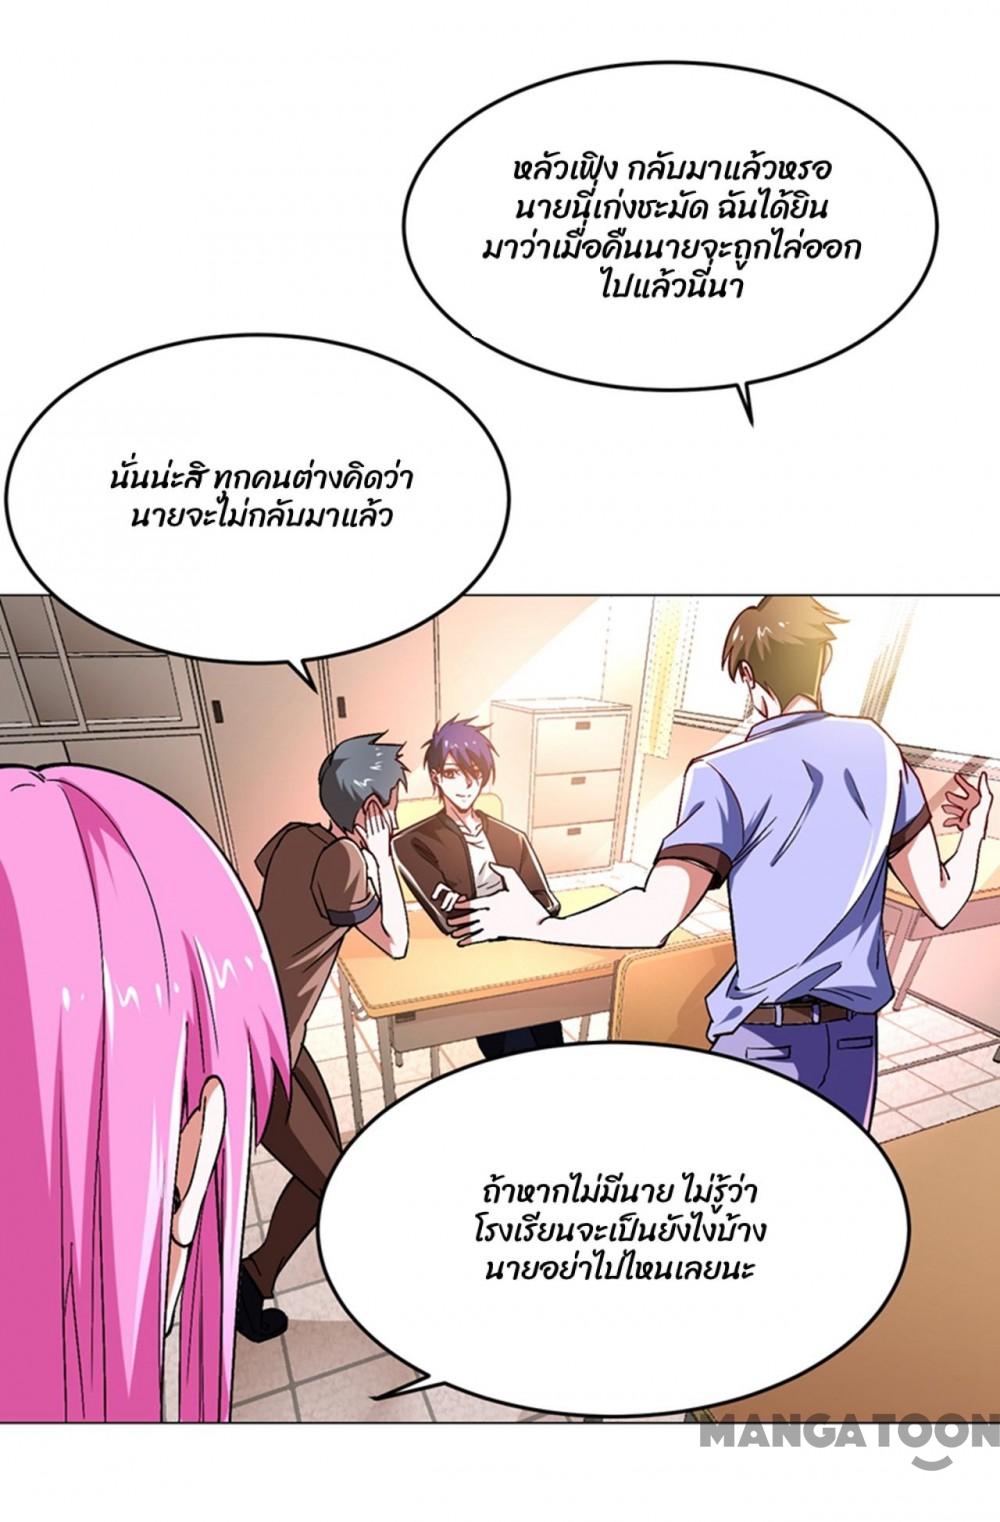 หลัวเฟิง กลับมาแล้วหรอ
นายนี่เก่งชะมัด ฉันได้ยิน
มาว่าเมื่อคืนนายจะถูกไล่ออก
ไปแล้วนี่นา
นั่นน่ะสิ ทุกคนต่างคิดว่า
นายจะไม่กลับมาแล้ว
ถ้าหากไม่มีนาย ไม่รู้ว่า
โรงเรียนจะเป็นยังไงบ้าง
นายอย่าไปไหนเลยนะ
MANGATOON